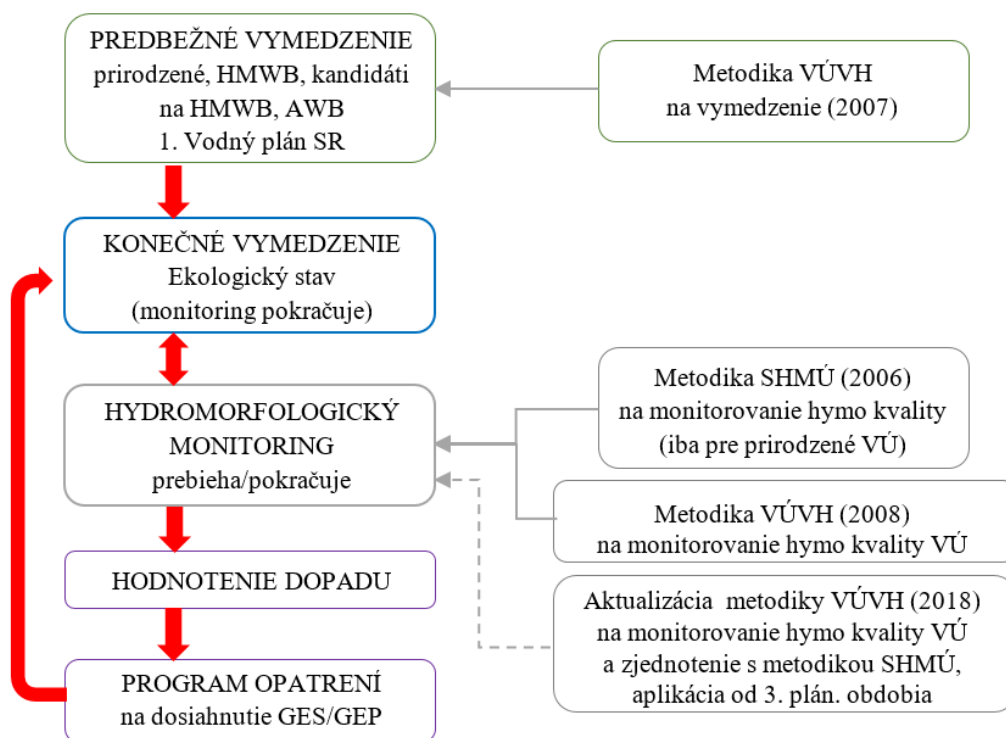 PREDBEŽNÉ VYMEDZENIE
prirodzené, HMWB, kandidáti
na HMWB, AWB
1. Vodný plán SR
Metodika VÚVH
na vymedzenie (2007)
KONEČNÉ VYMEDZENIE
Ekologický stav
(monitoring pokračuje)
HYDROMORFOLOGICKÝ
MONITORING
prebieha/pokračuje
Metodika SHMÚ (2006)
na monitorovanie hymo kvality
(iba pre prirodzené VÚ)
Metodika VÚVH (2008)
na monitorovanie hymo kvality VÚ
HODNOTENIE DOPADU
Aktualizácia metodiky VÚVH (2018)
na monitorovanie hymo kvality VÚ
a zjednotenie s metodikou SHMÚ,
aplikácia od 3. plán. obdobia
PROGRAM OPATRENÍ
na dosiahnutie GES/GEP